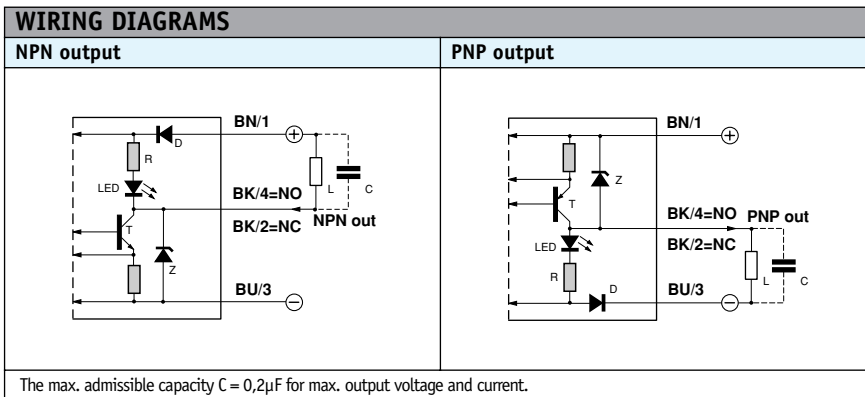 WIRING DIAGRAMS
NPN output
PNP output
BN/1
D
R
LED
L
C
BK/4=NO
BK/2=NC
NPN out
T
Z
BU/3
BN/1
Z
T
BK/4=NO
PNP out
BK/2=NC
LED
R
D
L
C
BU/3
The max. admissible capacity C = 0,2µF for max. output voltage and current.